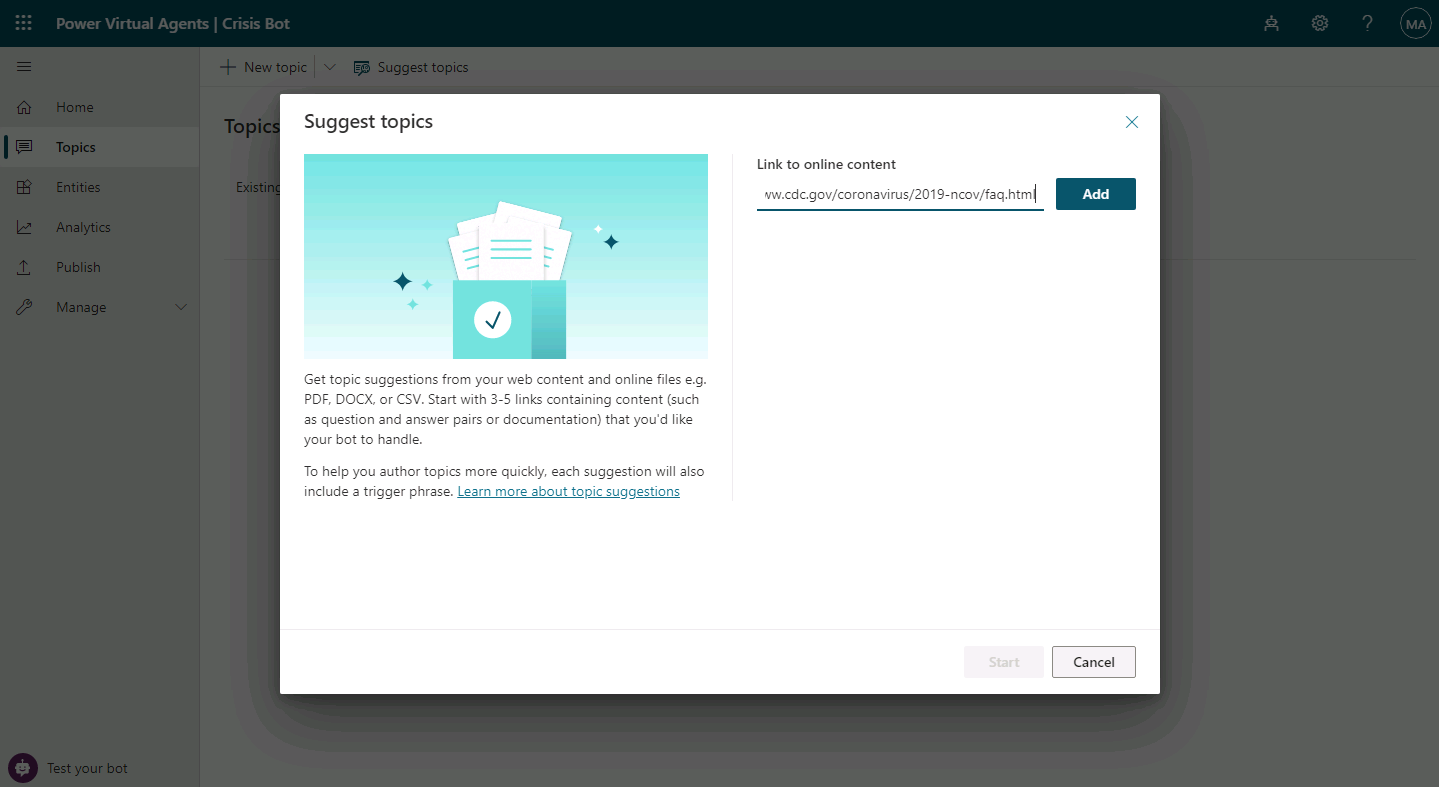 Power Virtual Agents | Crisis Bot
MA
New topic
Suggest topics
Home
Topics
Entities
Analytics
Publish
Manage
Test your bot
Topics
Existing
Suggest topics
Get topic suggestions from your web content and online files e.g.
PDF, DOCX, or CSV. Start with 3-5 links containing content (such
as question and answer pairs or documentation) that you'd like
your bot to handle.
To help you author topics more quickly, each suggestion will also
include a trigger phrase. Learn more about topic suggestions
Link to online content
ww.cdc.gov/coronavirus/2019-ncov/faq.html
Add
Start
Cancel